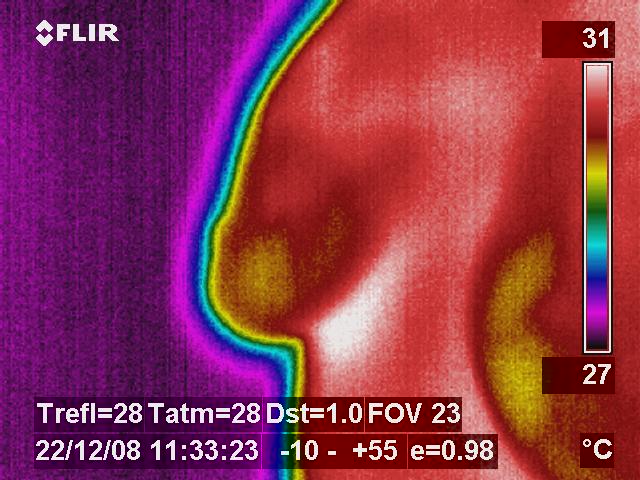 FLIR
31
27
Trefl=28 Tatm=28 Dst=1.0 FOV 23
22/12/08 11:33:23 -10 - +55 e=0.98
°C